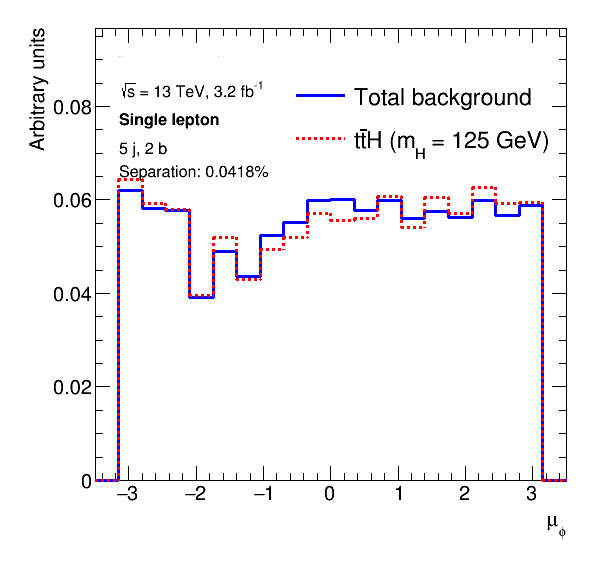 Arbitrary units
√s = 13 TeV, 3.2 fb⁻¹
Single lepton
5 j, 2 b
Separation: 0.0418%
Total background
tt̄H (m_H = 125 GeV)
0.08
0.06
0.04
0.02
0
−3 −2 −1 0 1 2 3
μ_ϕ